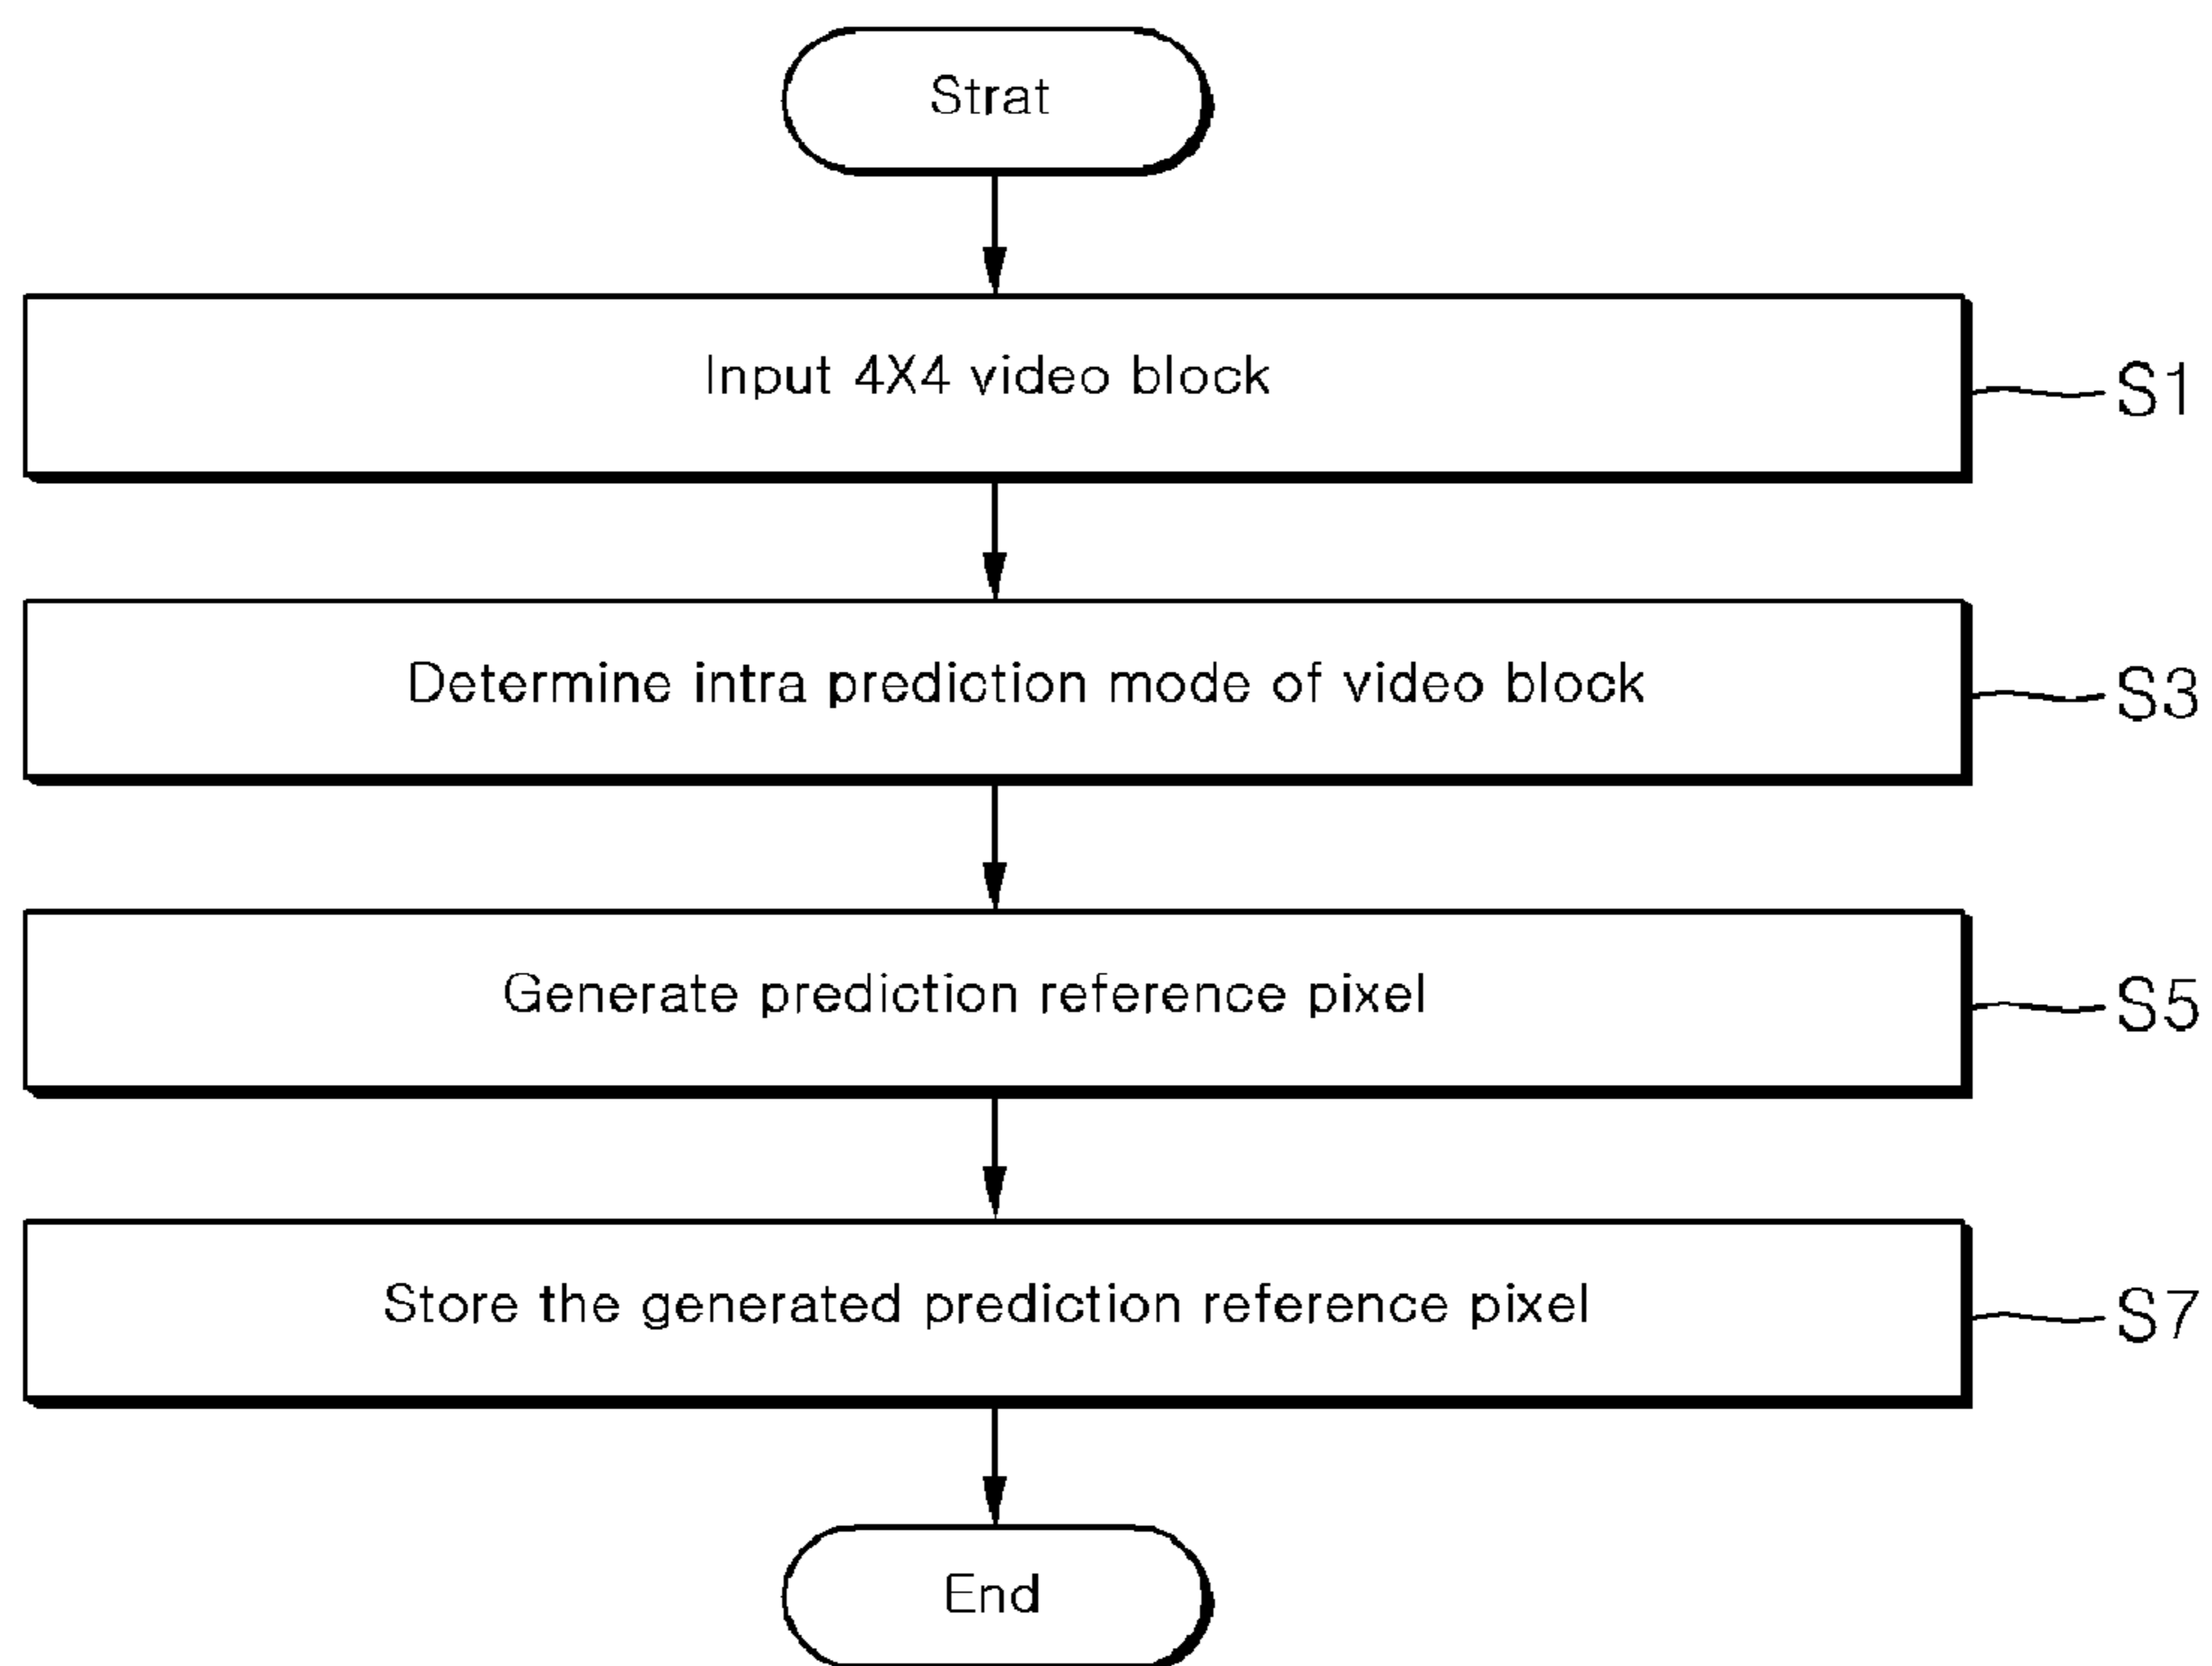 Strat
Input 4X4 video block
S1
Determine intra prediction mode of video block
S3
Generate prediction reference pixel
S5
Store the generated prediction reference pixel
S7
End